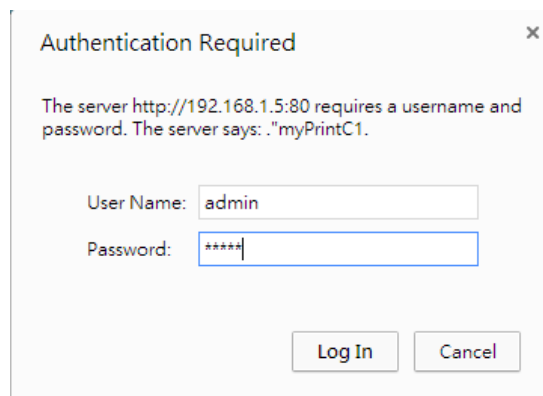 Authentication Required
The server http://192.168.1.5:80 requires a username and
password. The server says: ."myPrintC1.
User Name: admin
Password: *****
Log In Cancel